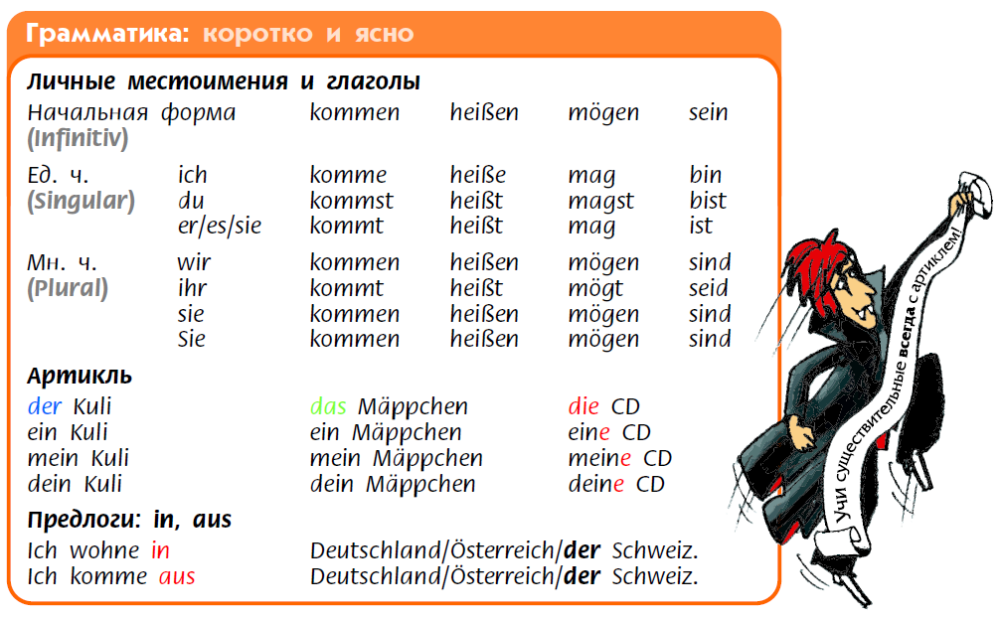 Грамматика: коротко и ясно
Личные местоимения и глаголы
Начальная форма kommen heißen mögen sein
(Infinitiv)
Ед. ч. ich komme heiße mag bin
(Singular) du kommst heißt magst bist
er/es/sie kommt heißt mag ist
Мн. ч. wir kommen heißen mögen sind
(Plural) ihr kommt heißt mögt seid
sie kommen heißen mögen sind
Sie kommen heißen mögen sind
Артикль
der Kuli das Mäppchen die CD
ein Kuli ein Mäppchen eine CD
mein Kuli mein Mäppchen meine CD
dein Kuli dein Mäppchen deine CD
Предлоги: in, aus
Ich wohne in Deutschland/Österreich/der Schweiz.
Ich komme aus Deutschland/Österreich/der Schweiz.
Учи существительные всегда с артиклем!